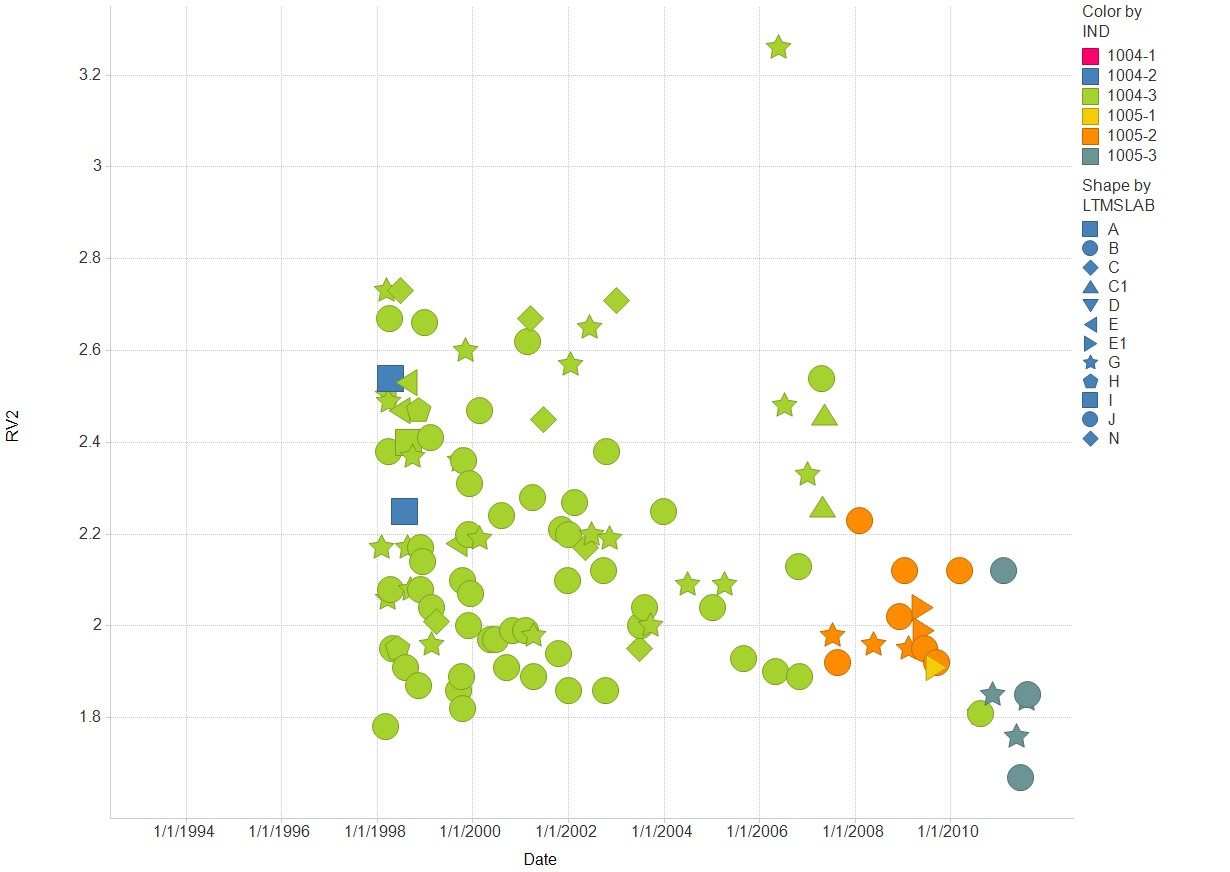 Color by
IND
1004-1
1004-2
1004-3
1005-1
1005-2
1005-3
Shape by
LTMSLAB
A
B
C
C1
D
E
E1
G
H
I
J
N
3.2
3
2.8
2.6
2.4
2.2
2
1.8
RV2
1/1/1994 1/1/1996 1/1/1998 1/1/2000 1/1/2002 1/1/2004 1/1/2006 1/1/2008 1/1/2010
Date